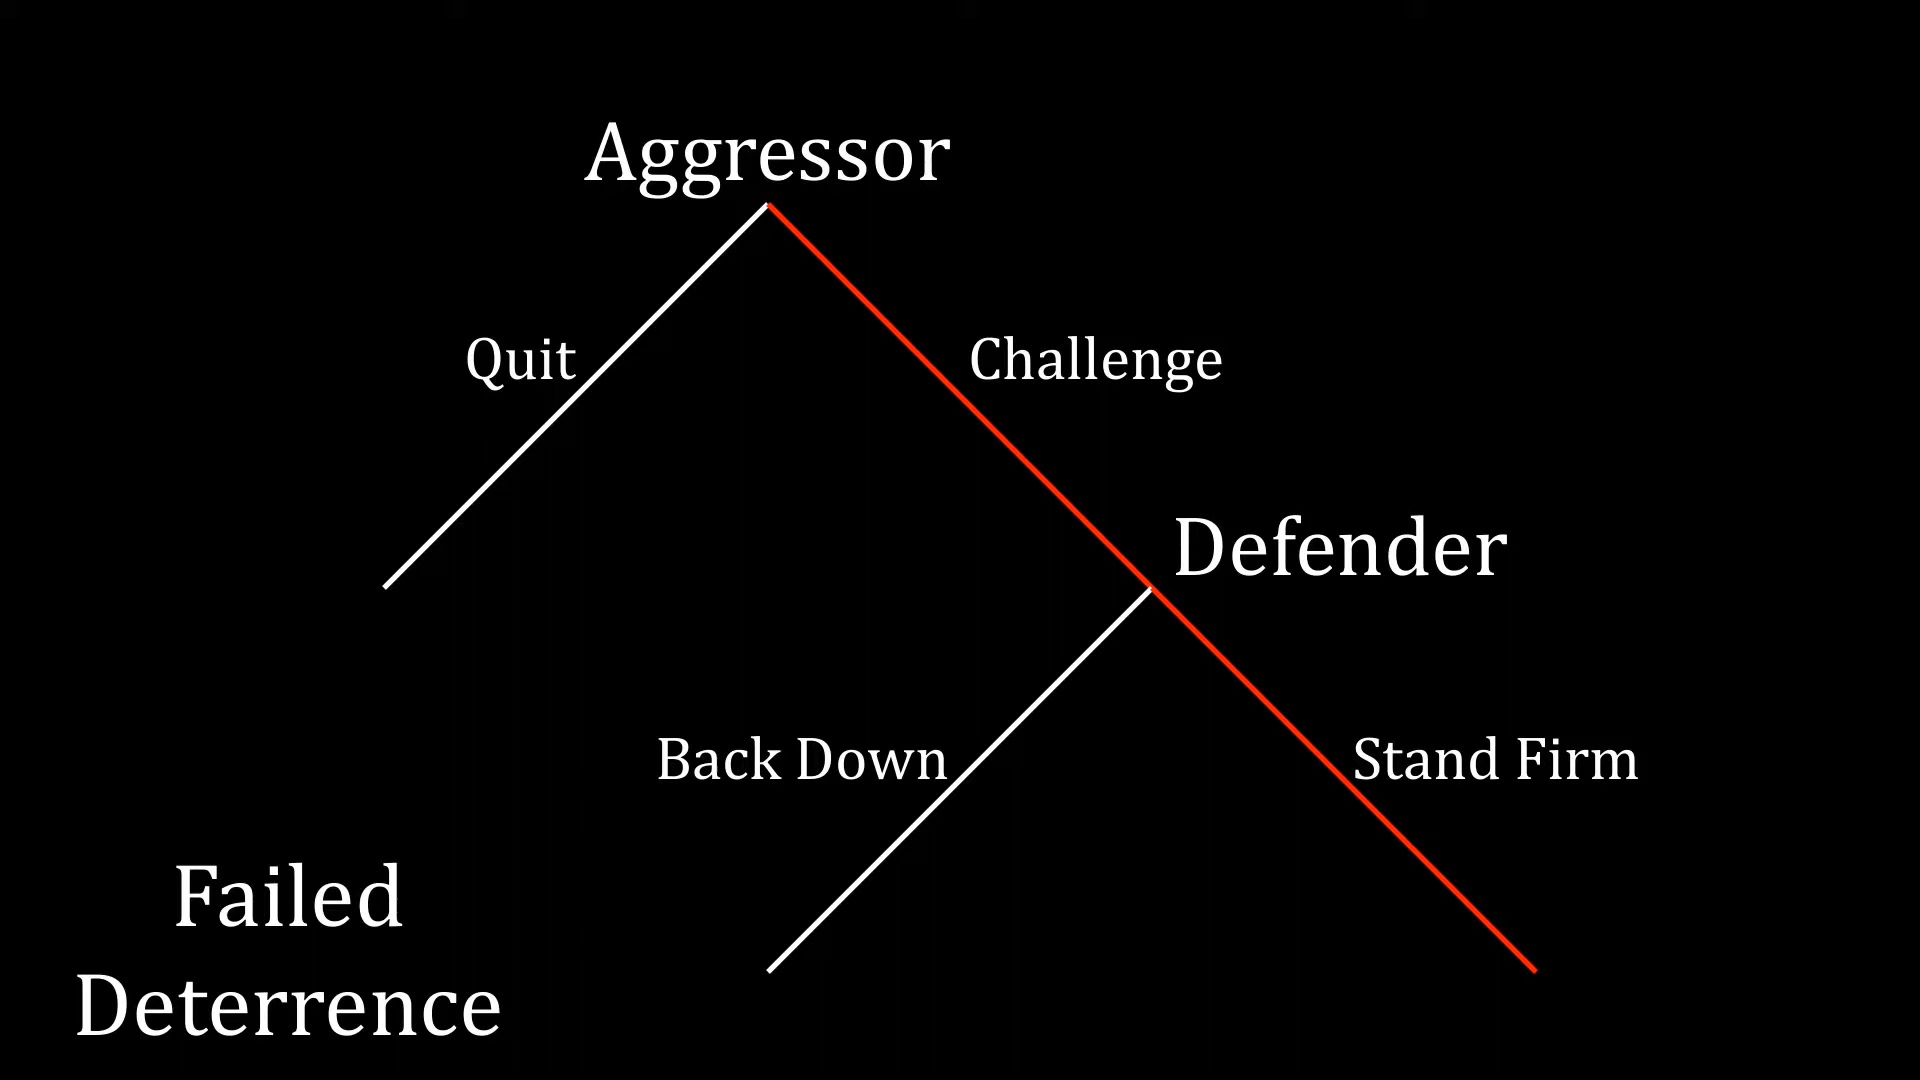 Aggressor
Quit
Challenge
Defender
Back Down
Stand Firm
Failed
Deterrence